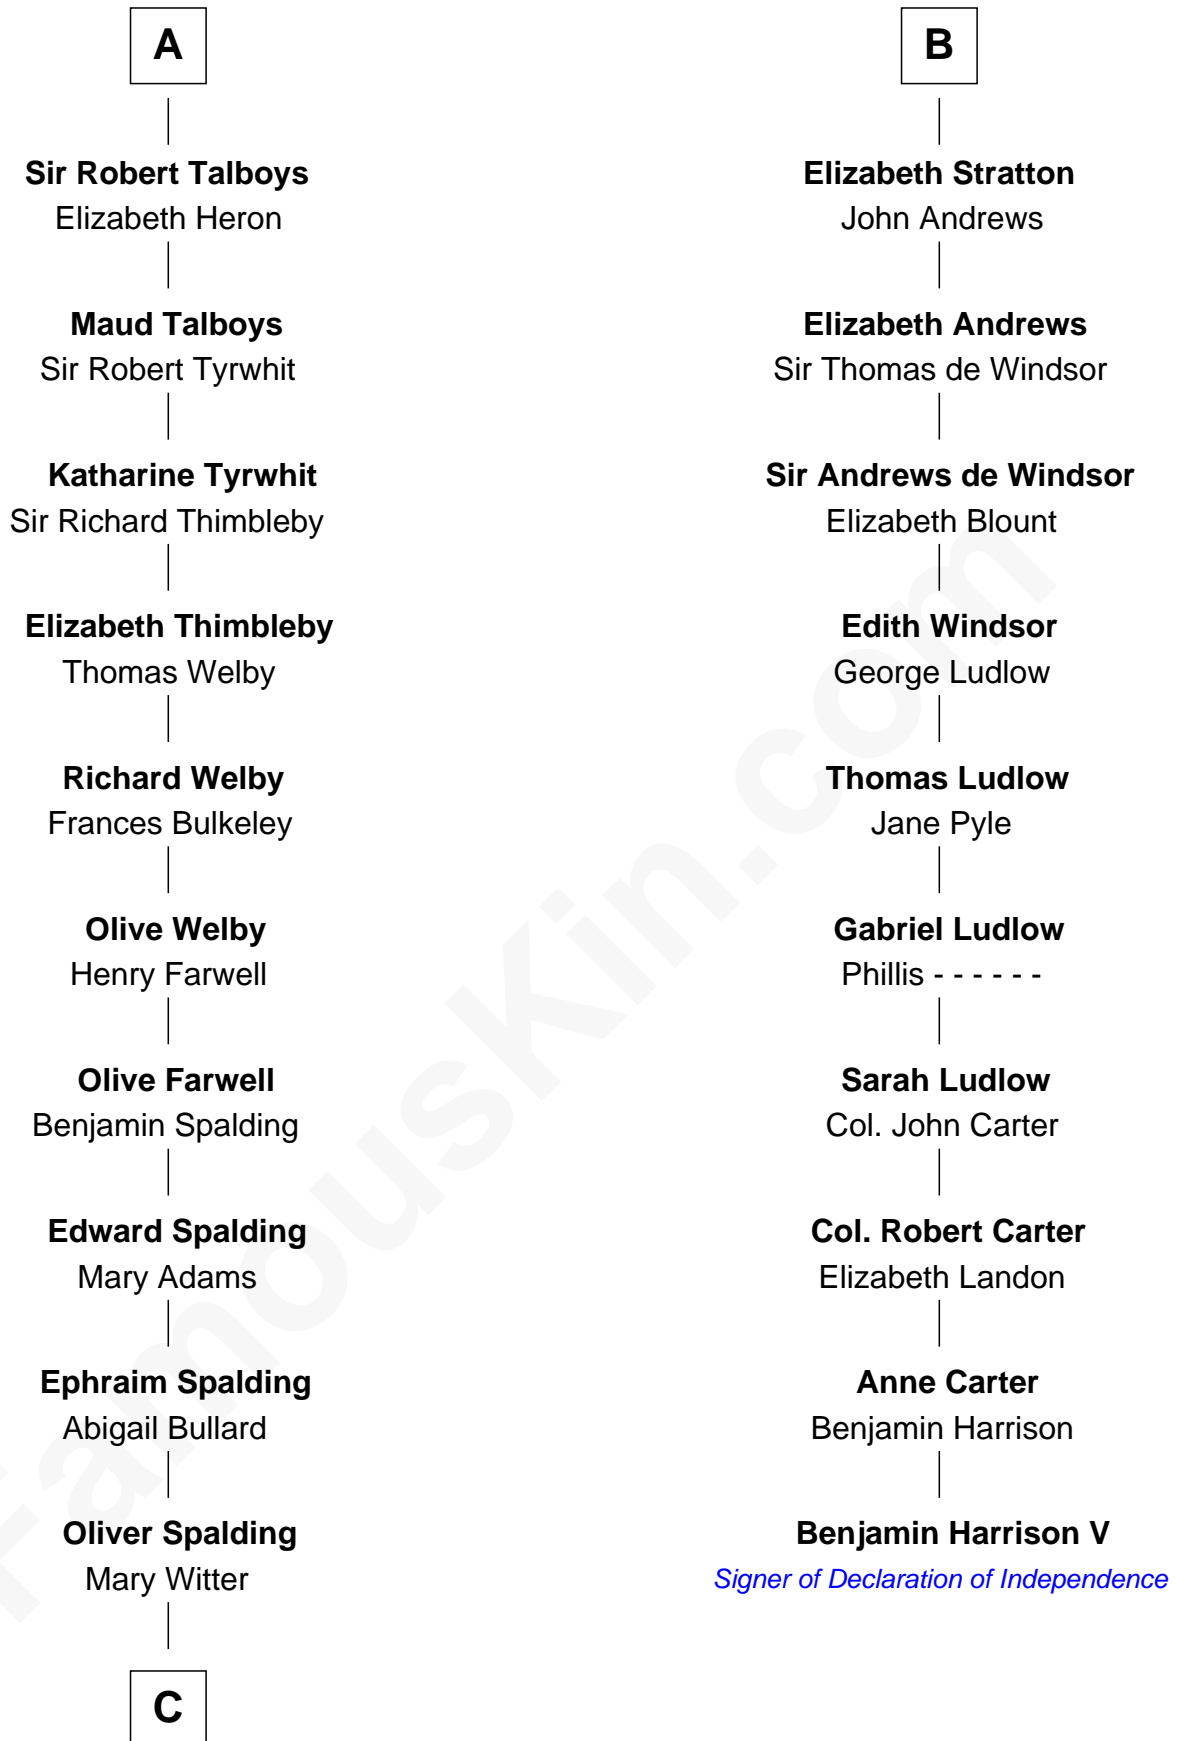 A
Sir Robert Talboys
Elizabeth Heron
Maud Talboys
Sir Robert Tyrwhit
Katharine Tyrwhit
Sir Richard Thimbleby
Elizabeth Thimbleby
Thomas Welby
Richard Welby
Frances Bulkeley
Olive Welby
Henry Farwell
Olive Farwell
Benjamin Spalding
Edward Spalding
Mary Adams
Ephraim Spalding
Abigail Bullard
Oliver Spalding
Mary Witter
C
B
Elizabeth Stratton
John Andrews
Elizabeth Andrews
Sir Thomas de Windsor
Sir Andrews de Windsor
Elizabeth Blount
Edith Windsor
George Ludlow
Thomas Ludlow
Jane Pyle
Gabriel Ludlow
Phillis - - - - - -
Sarah Ludlow
Col. John Carter
Col. Robert Carter
Elizabeth Landon
Anne Carter
Benjamin Harrison
Benjamin Harrison V
Signer of Declaration of Independence
FamousKin.com